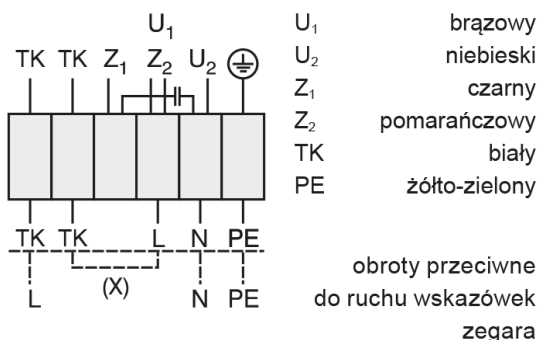 U₁
TK TK Z₁ Z₂ U₂
TK TK L N PE
(X)
L N PE
U₁ brązowy
U₂ niebieski
Z₁ czarny
Z₂ pomarańczowy
TK biały
PE żółto-zielony
obroty przeciwne
do ruchu wskazówek
zegara